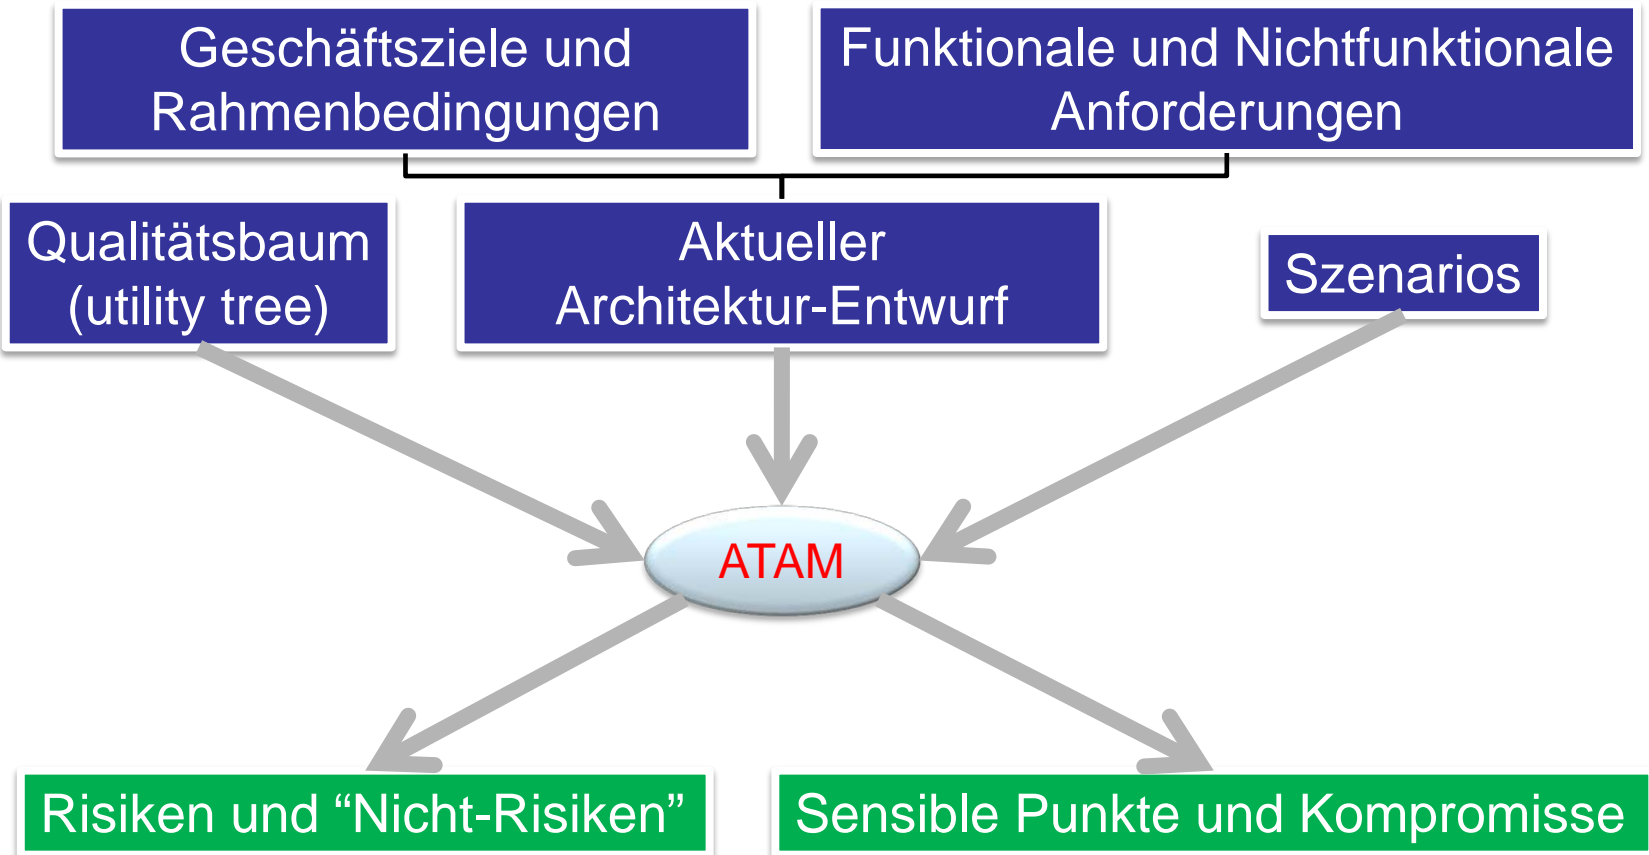 Geschäftsziele und
Rahmenbedingungen
Funktionale und Nichtfunktionale
Anforderungen
Qualitätsbaum
(utility tree)
Aktueller
Architektur-Entwurf
Szenarios
ATAM
Risiken und “Nicht-Risiken”
Sensible Punkte und Kompromisse